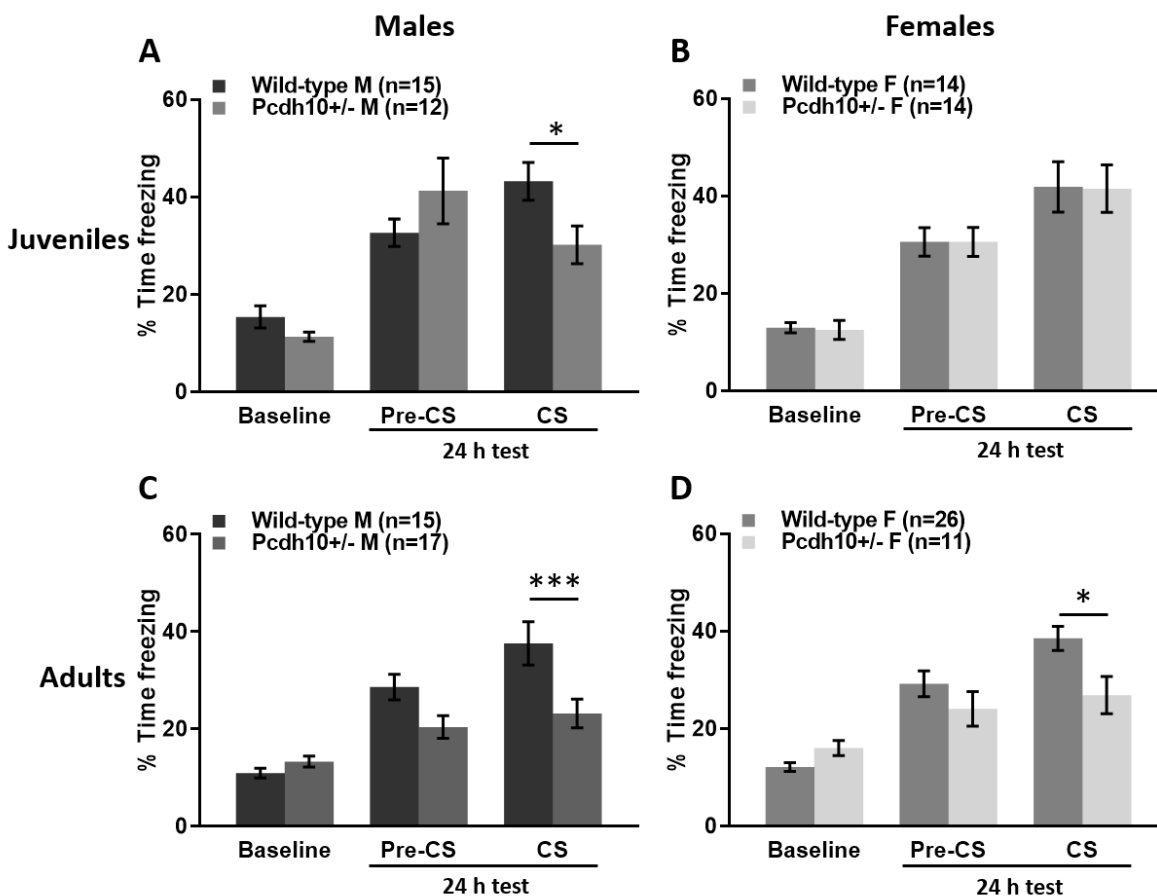 Males
Females
A
Wild-type M (n=15)
Pcdh10+/- M (n=12)
% Time freezing
60
40
20
0
*
Baseline
Pre-CS
CS
24 h test
B
Wild-type F (n=14)
Pcdh10+/- F (n=14)
% Time freezing
60
40
20
0
Baseline
Pre-CS
CS
24 h test
Juveniles
C
Wild-type M (n=15)
Pcdh10+/- M (n=17)
% Time freezing
60
40
20
0
***
Baseline
Pre-CS
CS
24 h test
D
Wild-type F (n=26)
Pcdh10+/- F (n=11)
% Time freezing
60
40
20
0
*
Baseline
Pre-CS
CS
24 h test
Adults